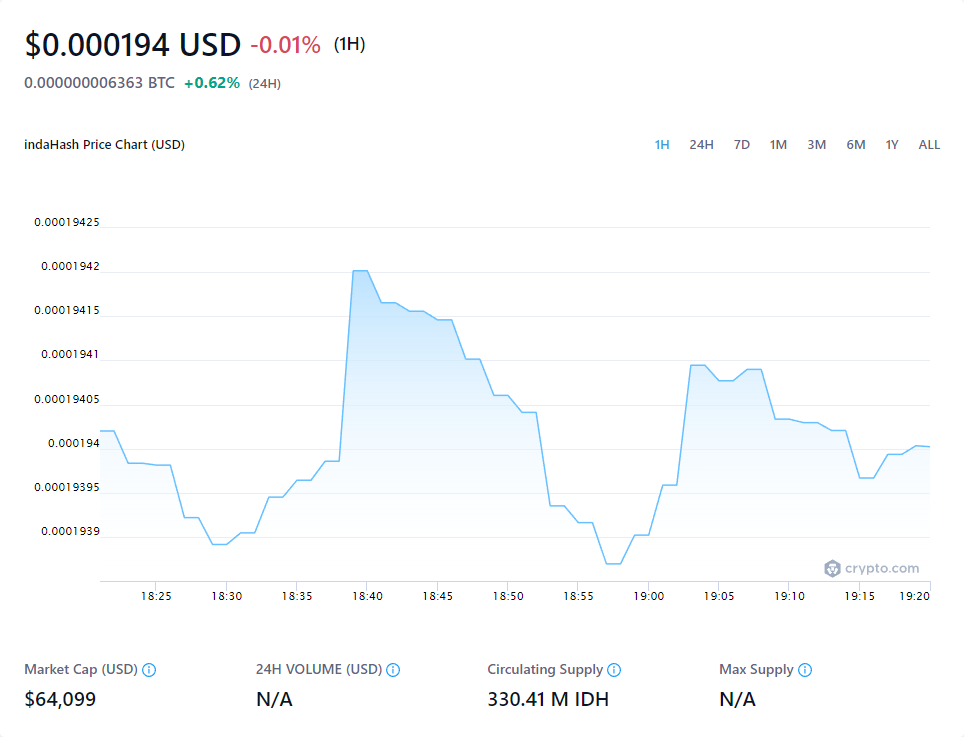 $0.000194 USD -0.01% (1H)
0.000000006363 BTC +0.62% (24H)
indaHash Price Chart (USD) 1H 24H 7D 1M 3M 6M 1Y ALL
0.00019425
0.0001942
0.00019415
0.0001941
0.00019405
0.000194
0.00019395
0.0001939
crypto.com
18:25 18:30 18:35 18:40 18:45 18:50 18:55 19:00 19:05 19:10 19:15 19:20
Market Cap (USD) 24H VOLUME (USD) Circulating Supply Max Supply
$64,099 N/A 330.41 M IDH N/A